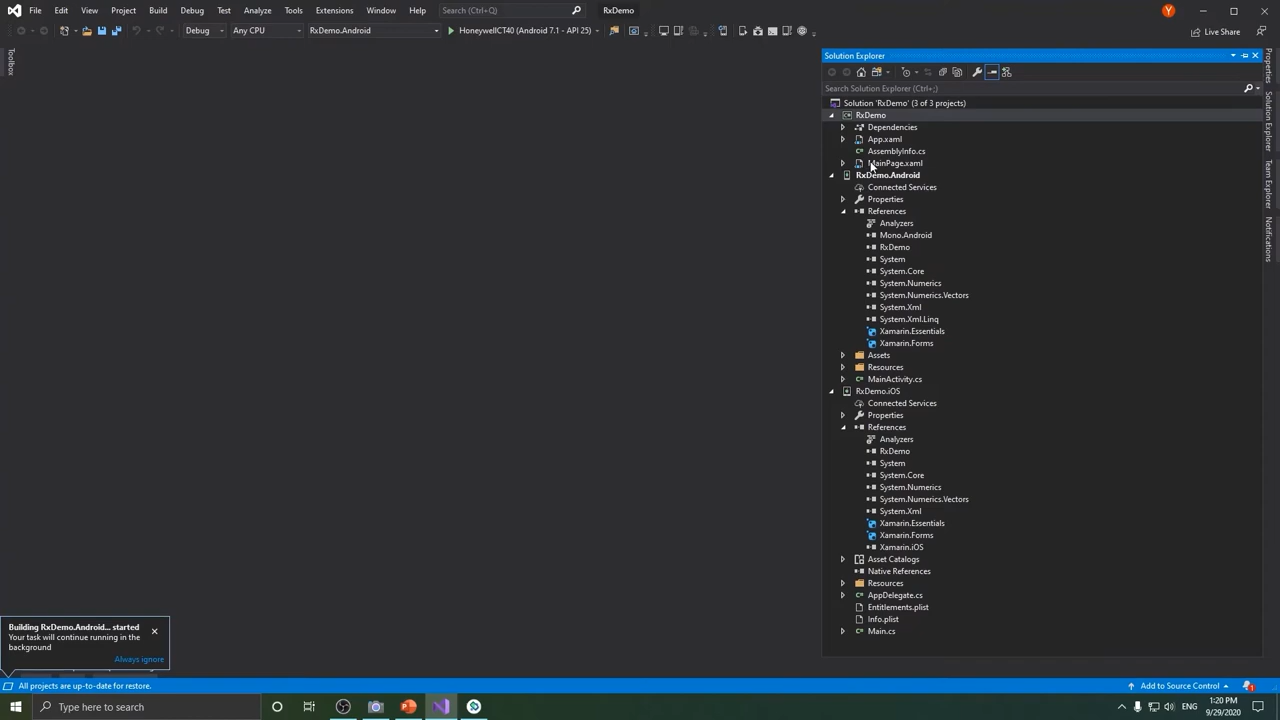 File Edit View Project Build Debug Test Analyze Tools Extensions Window Help Search (Ctrl+Q) RxDemo Y
Debug Any CPU RxDemo.Android HoneywellCT40 (Android 7.1 - API 25) Live Share
Toolbox
Solution Explorer
Search Solution Explorer (Ctrl+;)
Solution 'RxDemo' (3 of 3 projects)
RxDemo
Dependencies
App.xaml
AssemblyInfo.cs
MainPage.xaml
RxDemo.Android
Connected Services
Properties
References
Analyzers
Mono.Android
RxDemo
System
System.Core
System.Numerics
System.Numerics.Vectors
System.Xml
System.Xml.Linq
Xamarin.Essentials
Xamarin.Forms
Assets
Resources
MainActivity.cs
RxDemo.iOS
Connected Services
Properties
References
Analyzers
RxDemo
System
System.Core
System.Numerics
System.Numerics.Vectors
System.Xml
Xamarin.Essentials
Xamarin.Forms
Xamarin.iOS
Asset Catalogs
Native References
Resources
AppDelegate.cs
Entitlements.plist
Info.plist
Main.cs
Properties
Solution Explorer
Team Explorer
Notifications
Building RxDemo.Android... started
Your task will continue running in the
background
Always ignore
All projects are up-to-date for restore. Add to Source Control 1
Type here to search ENG 1:20 PM
9/29/2020